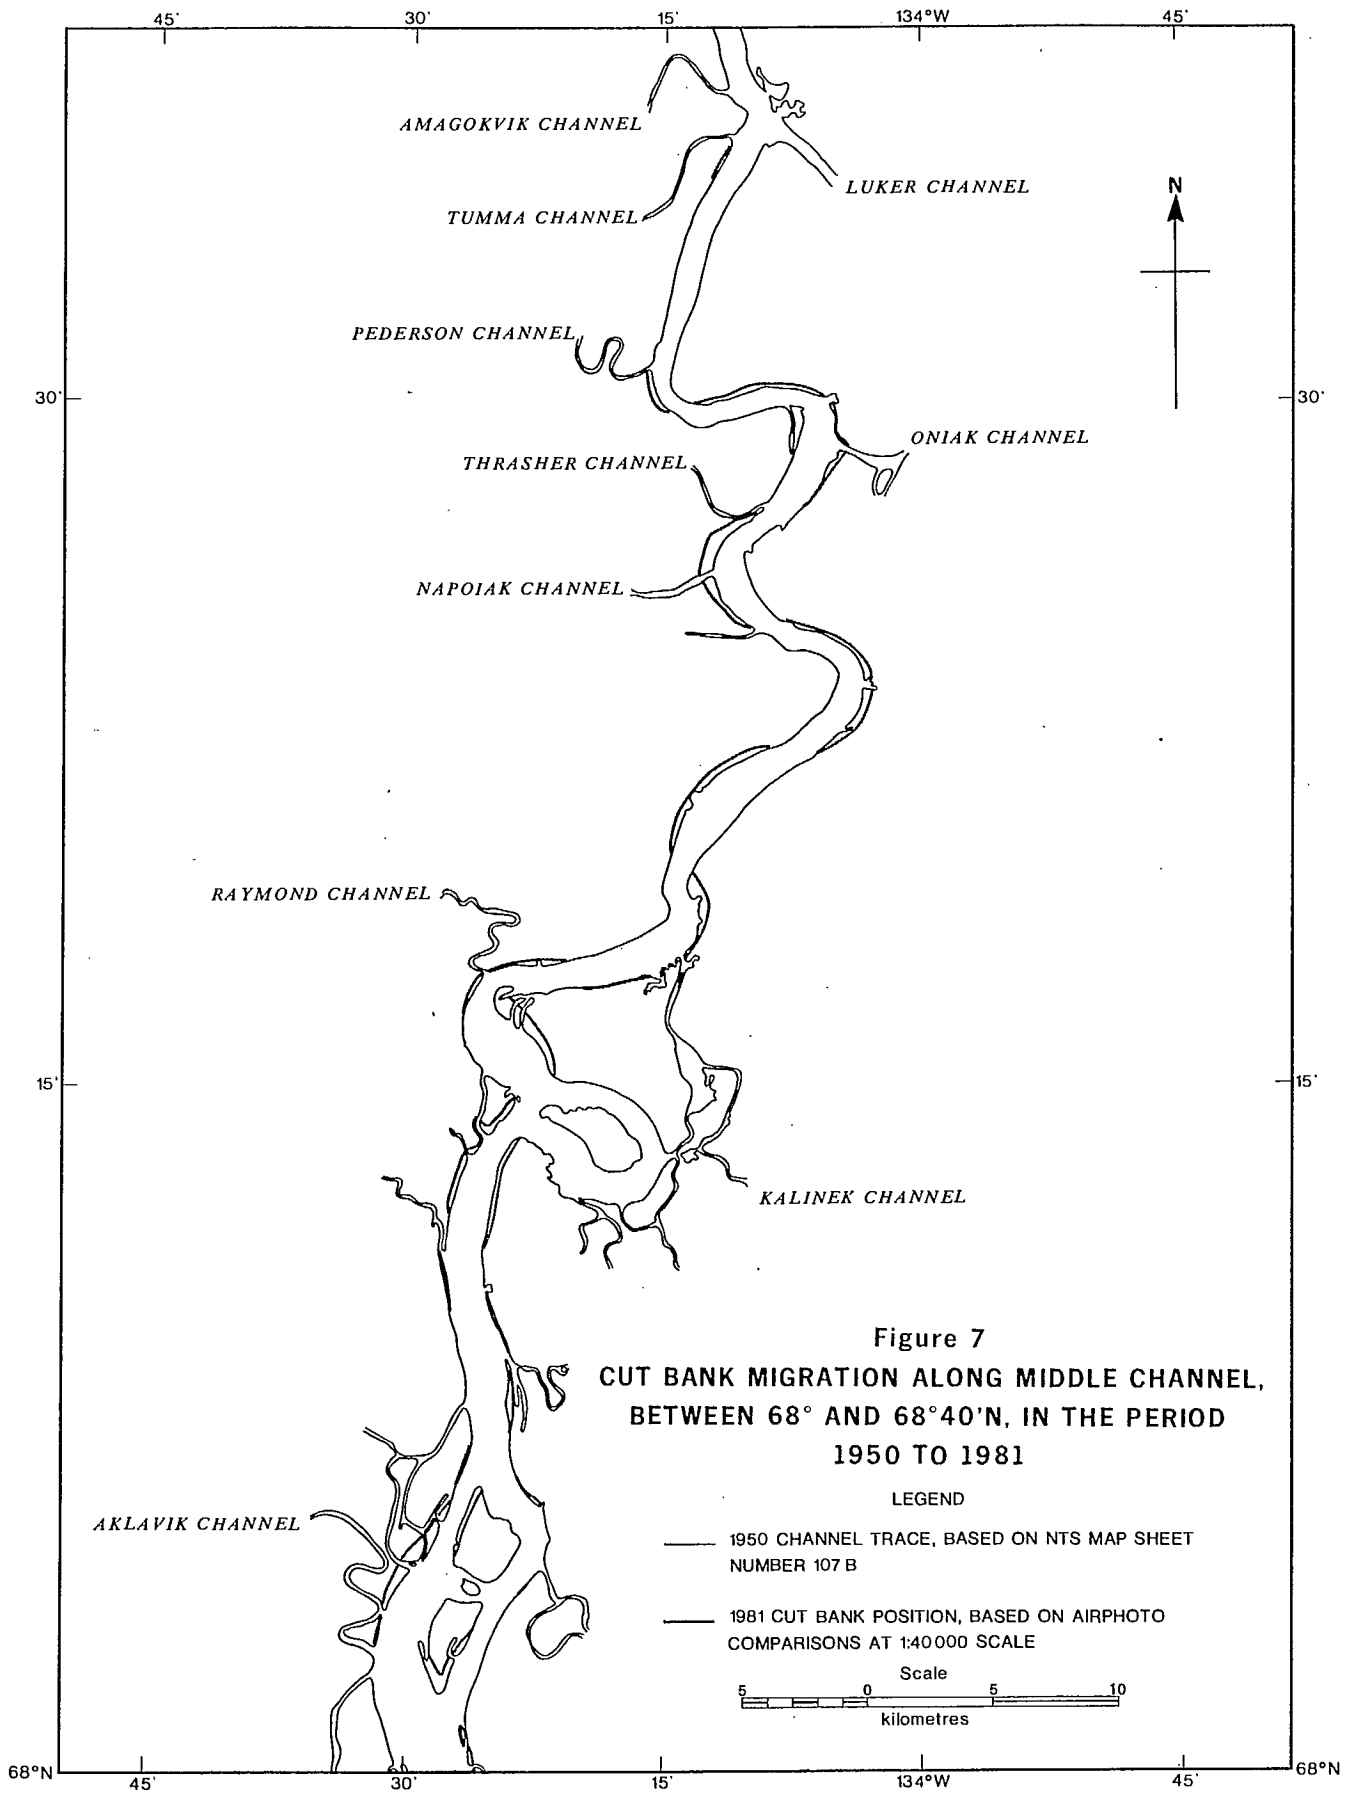 45' 30' 15' 134°W 45'
AMAGOKVIK CHANNEL
LUKER CHANNEL
N
TUMMA CHANNEL
PEDERSON CHANNEL
30' 30'
ONIAK CHANNEL
THRASHER CHANNEL
NAPOIAK CHANNEL
RAYMOND CHANNEL
15' 15'
KALINEK CHANNEL
Figure 7
CUT BANK MIGRATION ALONG MIDDLE CHANNEL,
BETWEEN 68° AND 68°40'N, IN THE PERIOD
1950 TO 1981
LEGEND
AKLAVIK CHANNEL
1950 CHANNEL TRACE, BASED ON NTS MAP SHEET
NUMBER 107 B
1981 CUT BANK POSITION, BASED ON AIRPHOTO
COMPARISONS AT 1:40000 SCALE
Scale
5 0 5 10
kilometres
68°N 68°N
45' 30' 15' 134°W 45'